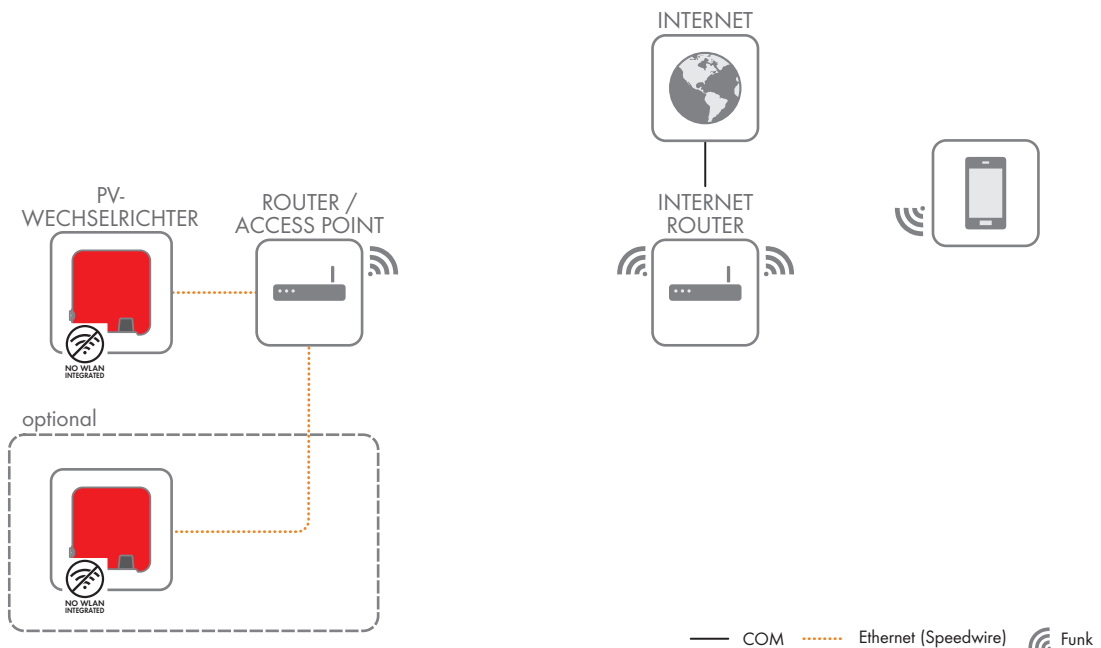 INTERNET
PV-
WECHSELRICHTER
ROUTER /
ACCESS POINT
INTERNET
ROUTER
NO WLAN
INTEGRATED
optional
NO WLAN
INTEGRATED
COM
Ethernet (Speedwire)
Funk